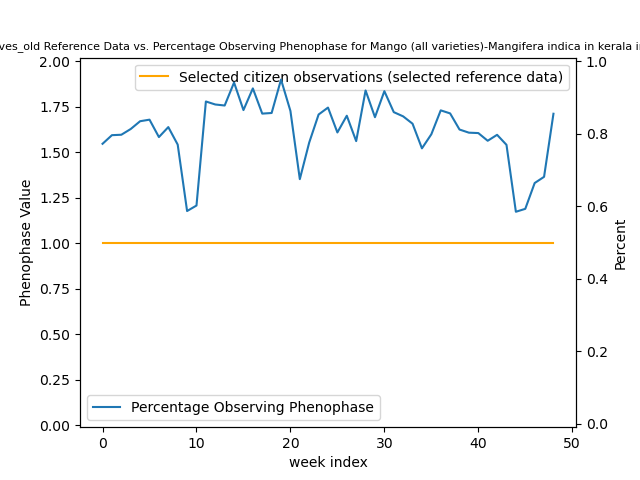 ves_old Reference Data vs. Percentage Observing Phenophase for Mango (all varieties)-Mangifera indica in kerala i
2.00
1.75
1.50
1.25
1.00
0.75
0.50
0.25
0.00
Phenophase Value
Selected citizen observations (selected reference data)
Percentage Observing Phenophase
1.0
0.8
0.6
0.4
0.2
0.0
Percent
0 10 20 30 40 50
week index